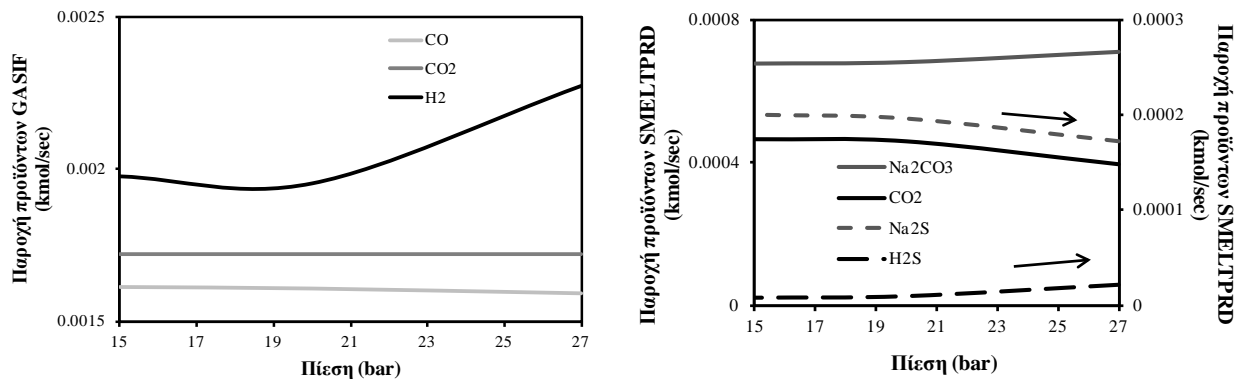 Παροχή προϊόντων GASIF
(kmol/sec)
0.0025
0.002
0.0015
CO
CO2
H2
15 17 19 21 23 25 27
Πίεση (bar)
Παροχή προϊόντων SMELTPRD
(kmol/sec)
0.0008
0.0004
0
Na2CO3
CO2
Na2S
H2S
15 17 19 21 23 25 27
Πίεση (bar)
0.0003
0.0002
0.0001
0
Παροχή προϊόντων SMELTPRD
(kmol/sec)